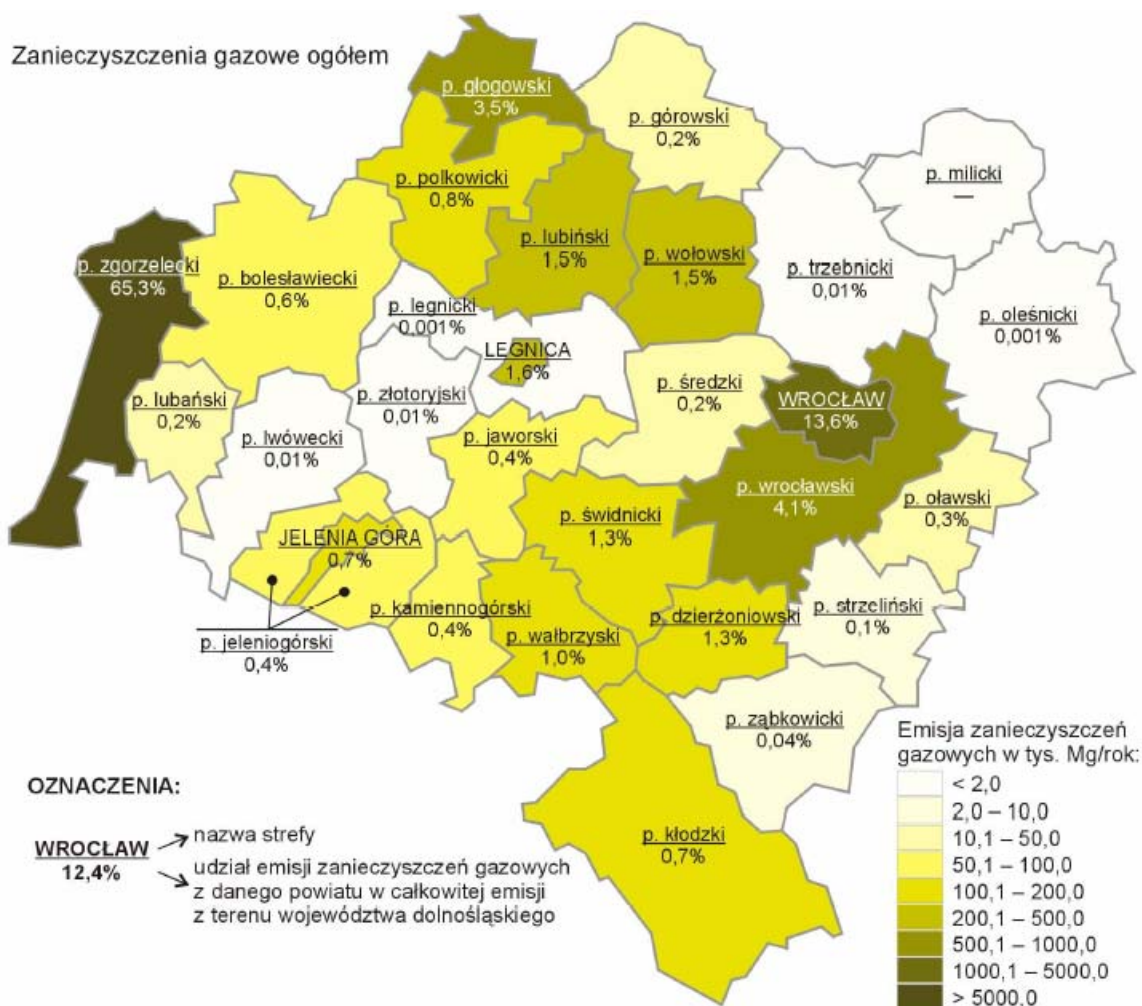 Zanieczyszczenia gazowe ogółem
p. głogowski
3,5%
p. górowski
0,2%
p. milicki
—
p. polkowicki
0,8%
p. lubiński
1,5%
p. wołowski
1,5%
p. trzebnicki
0,01%
p. zgorzelecki
65,3%
p. bolesławiecki
0,6%
p. legnicki
0,001%
p. oleśnicki
0,001%
LEGNICA
1,6%
p. lubański
0,2%
p. złotoryjski
0,01%
p. średzki
0,2%
WROCŁAW
13,6%
p. lwówecki
0,01%
p. jaworski
0,4%
p. wrocławski
4,1%
p. oławski
0,3%
p. świdnicki
1,3%
JELENIA GÓRA
0,7%
p. kamiennogórski
0,4%
p. wałbrzyski
1,0%
p. dzierżoniowski
1,3%
p. strzeliński
0,1%
p. jeleniogórski
0,4%
p. ząbkowicki
0,04%
p. kłodzki
0,7%
OZNACZENIA:
WROCŁAW
12,4%
nazwa strefy
udział emisji zanieczyszczeń gazowych
z danego powiatu w całkowitej emisji
z terenu województwa dolnośląskiego
Emisja zanieczyszczeń
gazowych w tys. Mg/rok:
< 2,0
2,0 – 10,0
10,1 – 50,0
50,1 – 100,0
100,1 – 200,0
200,1 – 500,0
500,1 – 1000,0
1000,1 – 5000,0
> 5000,0